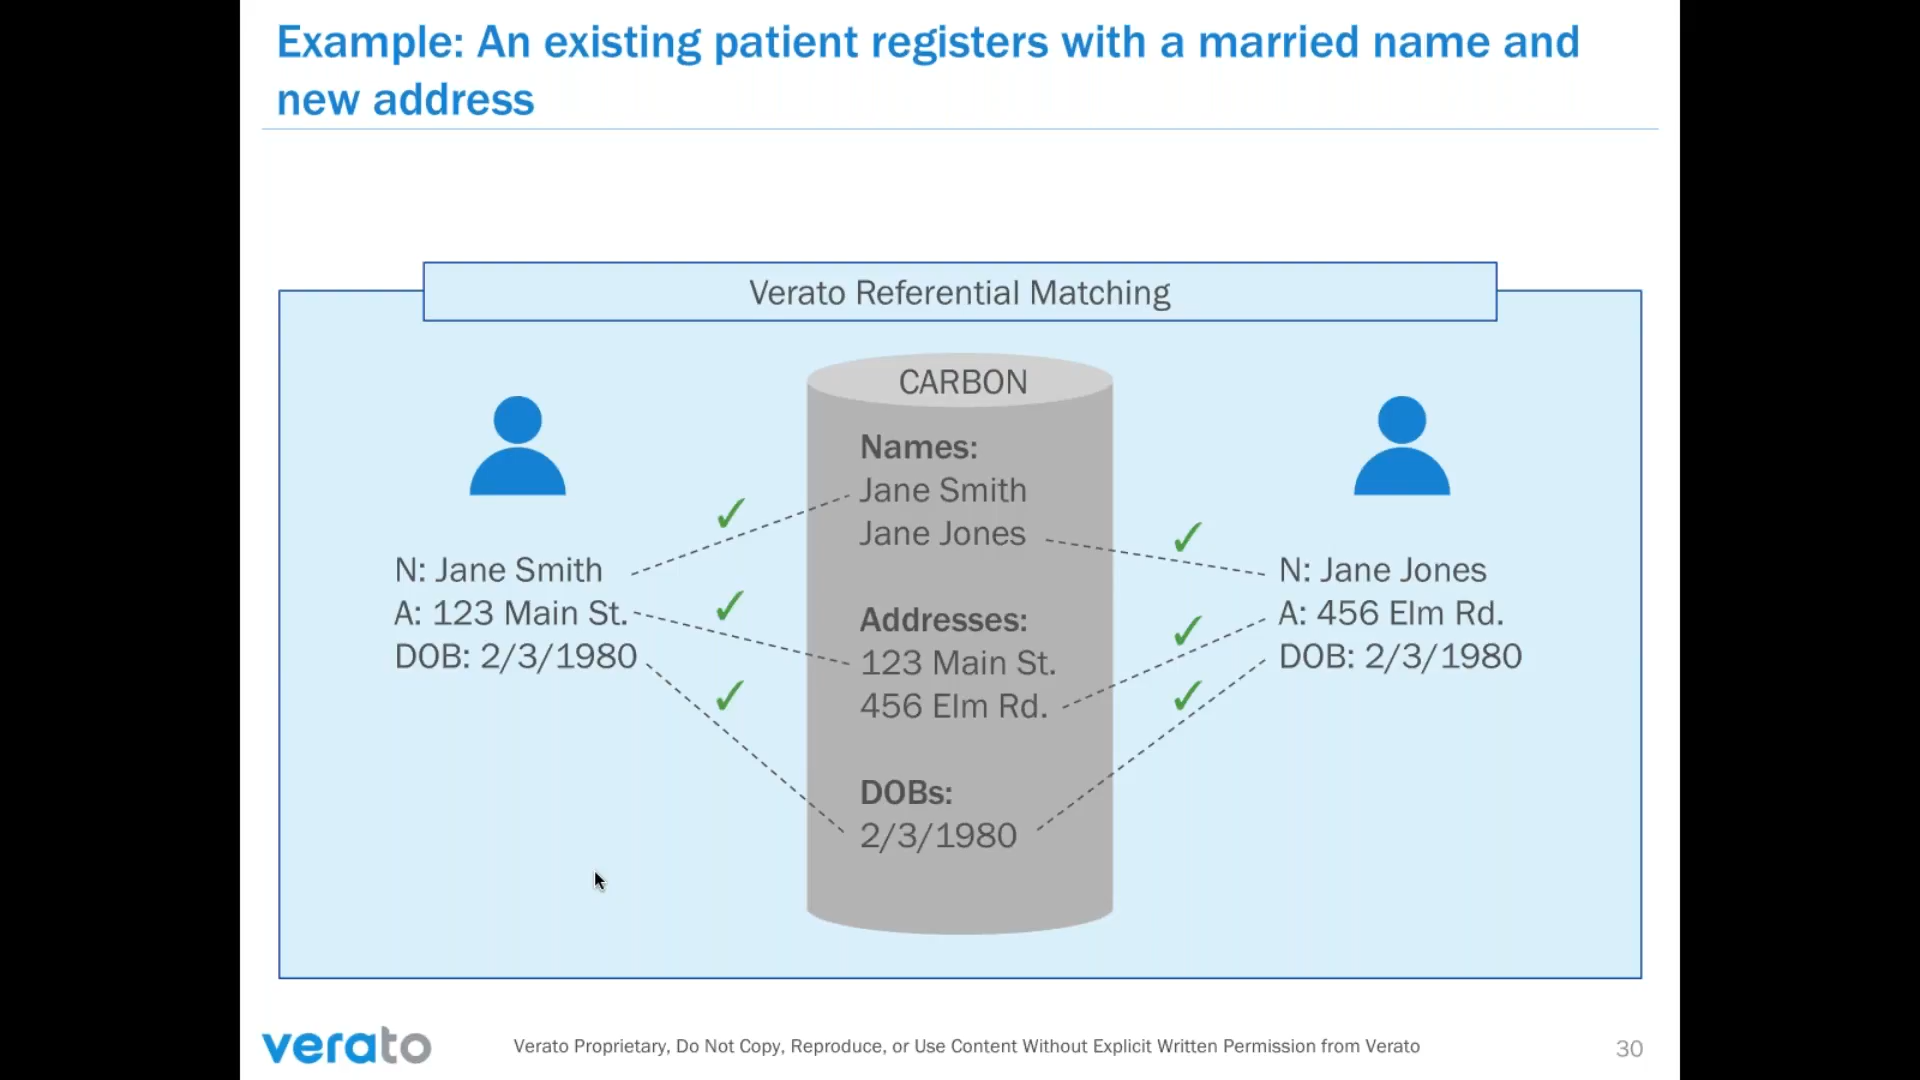 Example: An existing patient registers with a married name and
new address
Verato Referential Matching
CARBON
Names:
Jane Smith
Jane Jones
Addresses:
123 Main St.
456 Elm Rd.
DOBs:
2/3/1980
N: Jane Smith
A: 123 Main St.
DOB: 2/3/1980
N: Jane Jones
A: 456 Elm Rd.
DOB: 2/3/1980
verato
Verato Proprietary, Do Not Copy, Reproduce, or Use Content Without Explicit Written Permission from Verato
30